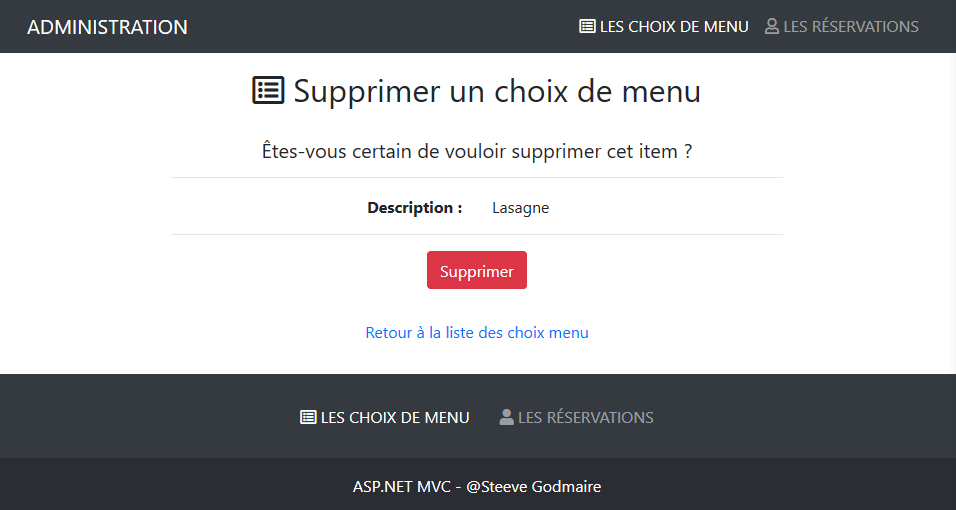 ADMINISTRATION LES CHOIX DE MENU LES RÉSERVATIONS
Supprimer un choix de menu
Êtes-vous certain de vouloir supprimer cet item ?
Description : Lasagne
Supprimer
Retour à la liste des choix menu
LES CHOIX DE MENU LES RÉSERVATIONS
ASP.NET MVC - @Steeve Godmaire